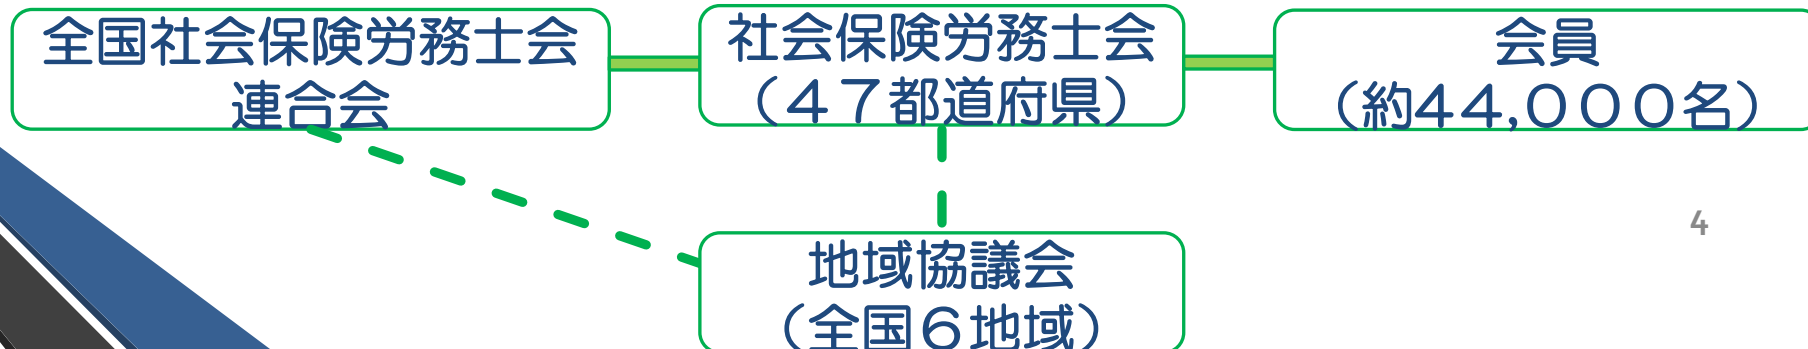 全国社会保険労務士会
連合会
社会保険労務士会
（４７都道府県）
会員
（約４４,０００名）
4
地域協議会
（全国６地域）